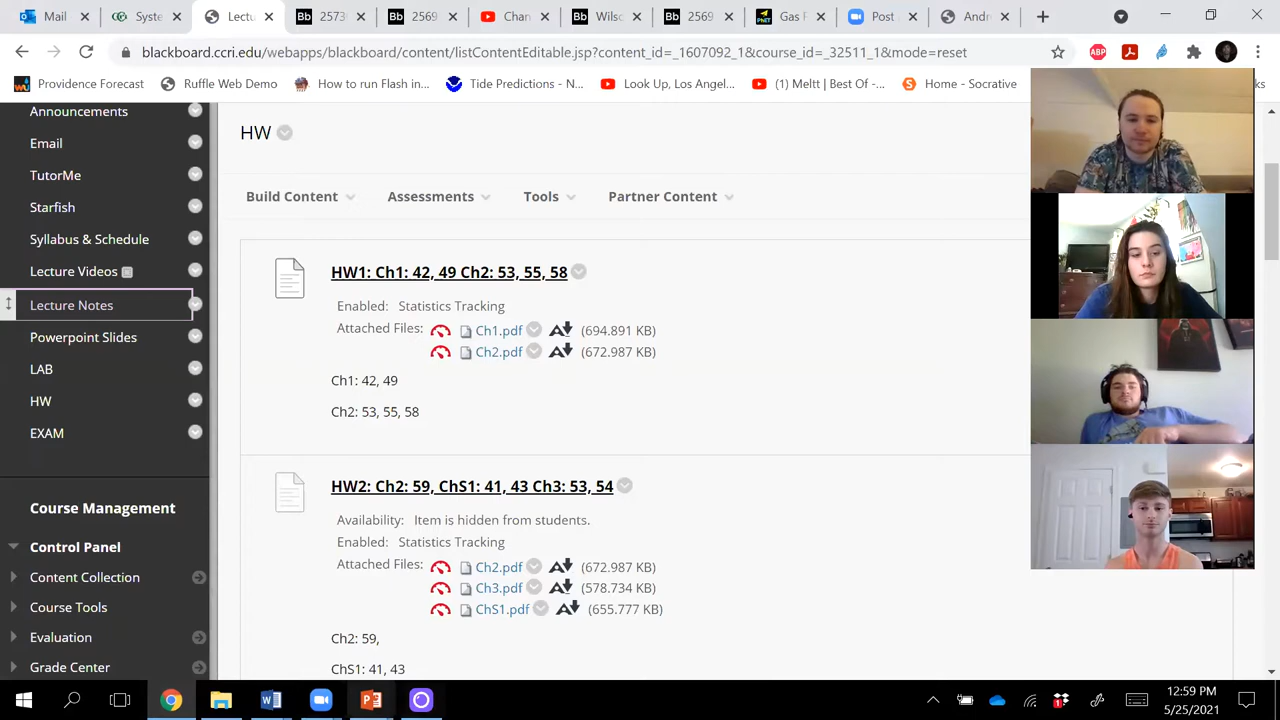 Mail
Syste
Lectu
Bb 2573
Bb 2569
Chan
Bb Wilso
Bb 2569
Gas P
Post
Andr
blackboard.ccri.edu/webapps/blackboard/content/listContentEditable.jsp?content_id=_1607092_1&course_id=_32511_1&mode=reset
ABP
Providence Forecast
Ruffle Web Demo
How to run Flash in...
Tide Predictions - N...
Look Up, Los Angel...
(1) Meltt | Best Of -...
Home - Socrative
ks
Announcements
Email
TutorMe
Starfish
Syllabus & Schedule
Lecture Videos
Lecture Notes
Powerpoint Slides
LAB
HW
EXAM
Course Management
Control Panel
Content Collection
Course Tools
Evaluation
Grade Center
HW
Build Content
Assessments
Tools
Partner Content
HW1: Ch1: 42, 49 Ch2: 53, 55, 58
Enabled: Statistics Tracking
Attached Files: Ch1.pdf (694.891 KB)
Ch2.pdf (672.987 KB)
Ch1: 42, 49
Ch2: 53, 55, 58
HW2: Ch2: 59, ChS1: 41, 43 Ch3: 53, 54
Availability: Item is hidden from students.
Enabled: Statistics Tracking
Attached Files: Ch2.pdf (672.987 KB)
Ch3.pdf (578.734 KB)
ChS1.pdf (655.777 KB)
Ch2: 59,
ChS1: 41, 43
12:59 PM
5/25/2021